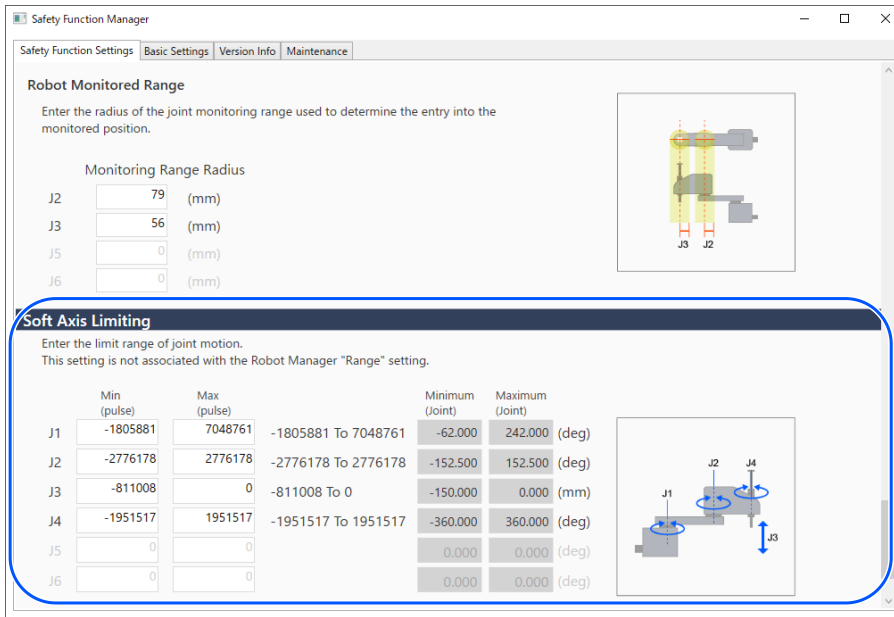 Safety Function Manager
Safety Function Settings Basic Settings Version Info Maintenance
Robot Monitored Range
Enter the radius of the joint monitoring range used to determine the entry into the
monitored position.
Monitoring Range Radius
J2 79 (mm)
J3 56 (mm)
J5 0 (mm)
J6 0 (mm)
J3 J2
Soft Axis Limiting
Enter the limit range of joint motion.
This setting is not associated with the Robot Manager "Range" setting.
Min Max Minimum Maximum
(pulse) (pulse) (Joint) (Joint)
J1 -1805881 7048761 -1805881 To 7048761 -62.000 242.000 (deg)
J2 -2776178 2776178 -2776178 To 2776178 -152.500 152.500 (deg)
J3 -811008 0 -811008 To 0 -150.000 0.000 (mm)
J4 -1951517 1951517 -1951517 To 1951517 -360.000 360.000 (deg)
J5 0 0 0.000 0.000 (deg)
J6 0 0 0.000 0.000 (deg)
J2 J4
J1
J3